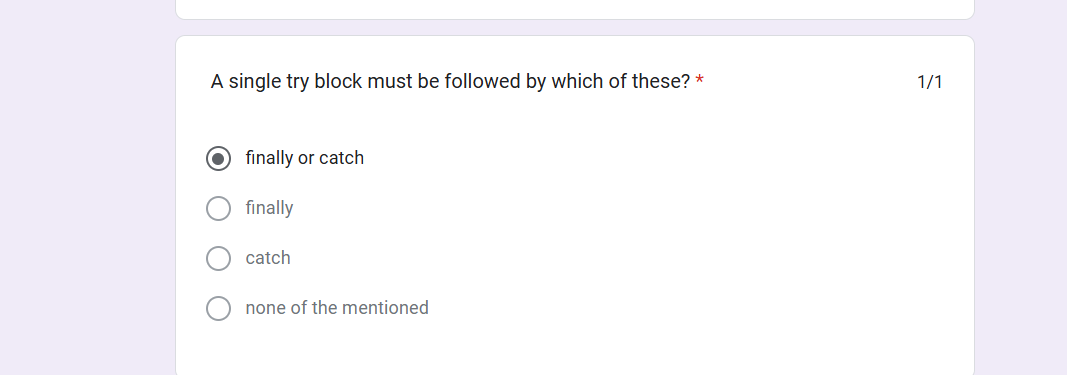 A single try block must be followed by which of these? *
1/1
finally or catch
finally
catch
none of the mentioned